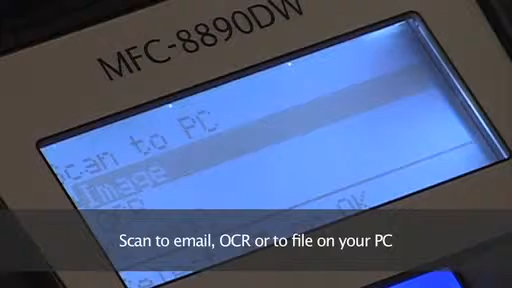 MFC-8890DW
Scan to PC
Image
OCR
OK
Scan to email, OCR or to file on your PC